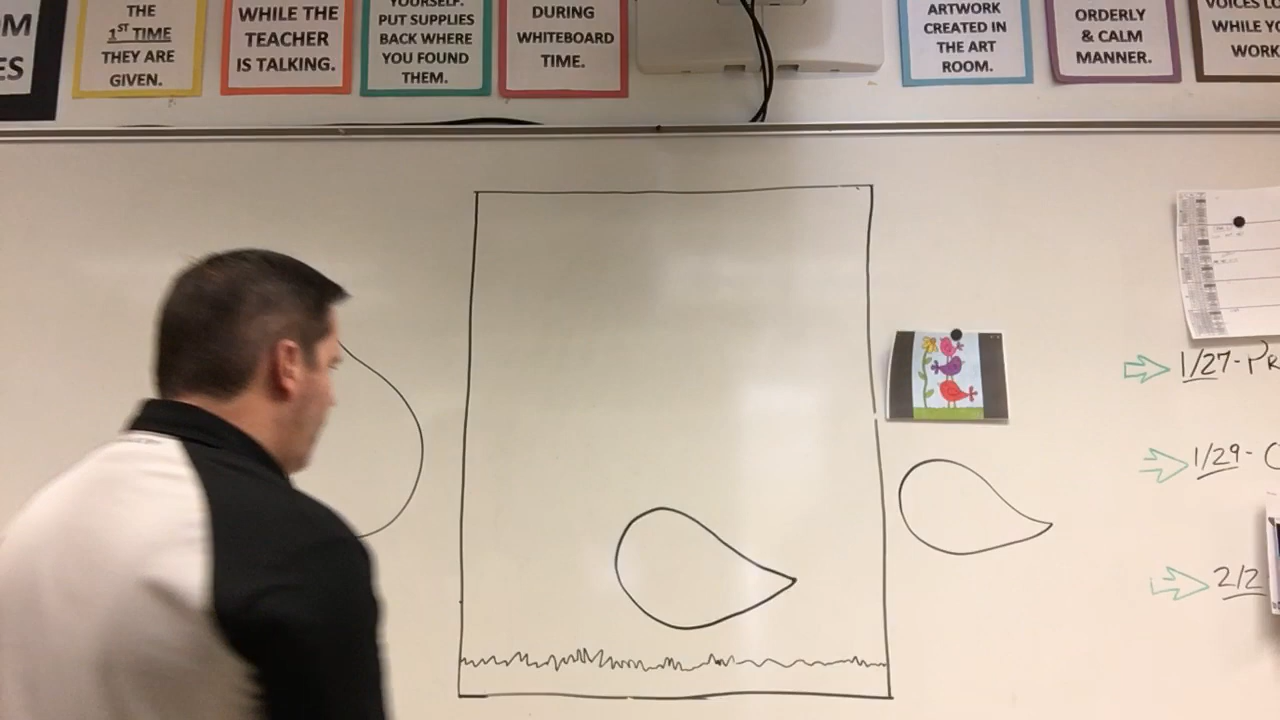 THE
1ST TIME
THEY ARE
GIVEN.
WHILE THE
TEACHER
IS TALKING.
YOURSELF.
PUT SUPPLIES
BACK WHERE
YOU FOUND
THEM.
DURING
WHITEBOARD
TIME.
ARTWORK
CREATED IN
THE ART
ROOM.
ORDERLY
& CALM
MANNER.
VOICES
WHILE
WORK
1/27-
1/29-
2/2